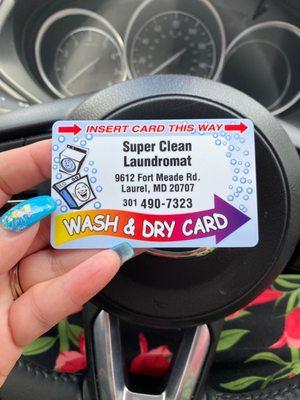 INSERT CARD THIS WAY
Super Clean
Laundromat
9612 Fort Meade Rd.
Laurel, MD 20707
301 490-7323
WASH & DRY CARD